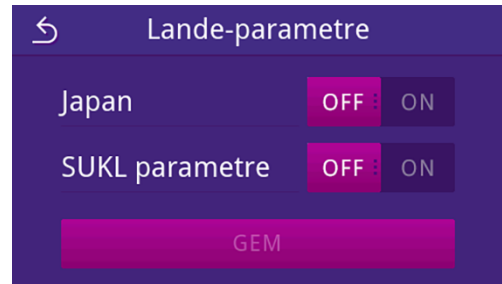 Lande-parametre
Japan OFF ON
SUKL parametre OFF ON
GEM